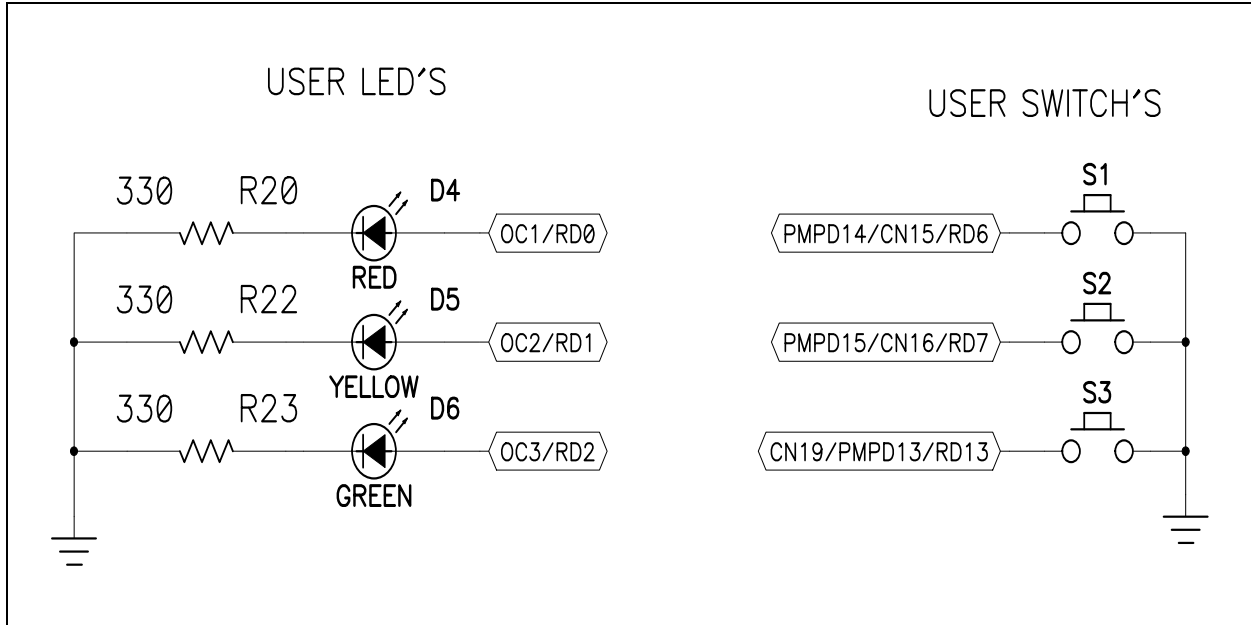 USER LED'S
330 R20 D4
OC1/RD0
RED
330 R22 D5
OC2/RD1
YELLOW
330 R23 D6
OC3/RD2
GREEN
USER SWITCH'S
S1
PMPD14/CN15/RD6
S2
PMPD15/CN16/RD7
S3
CN19/PMPD13/RD13